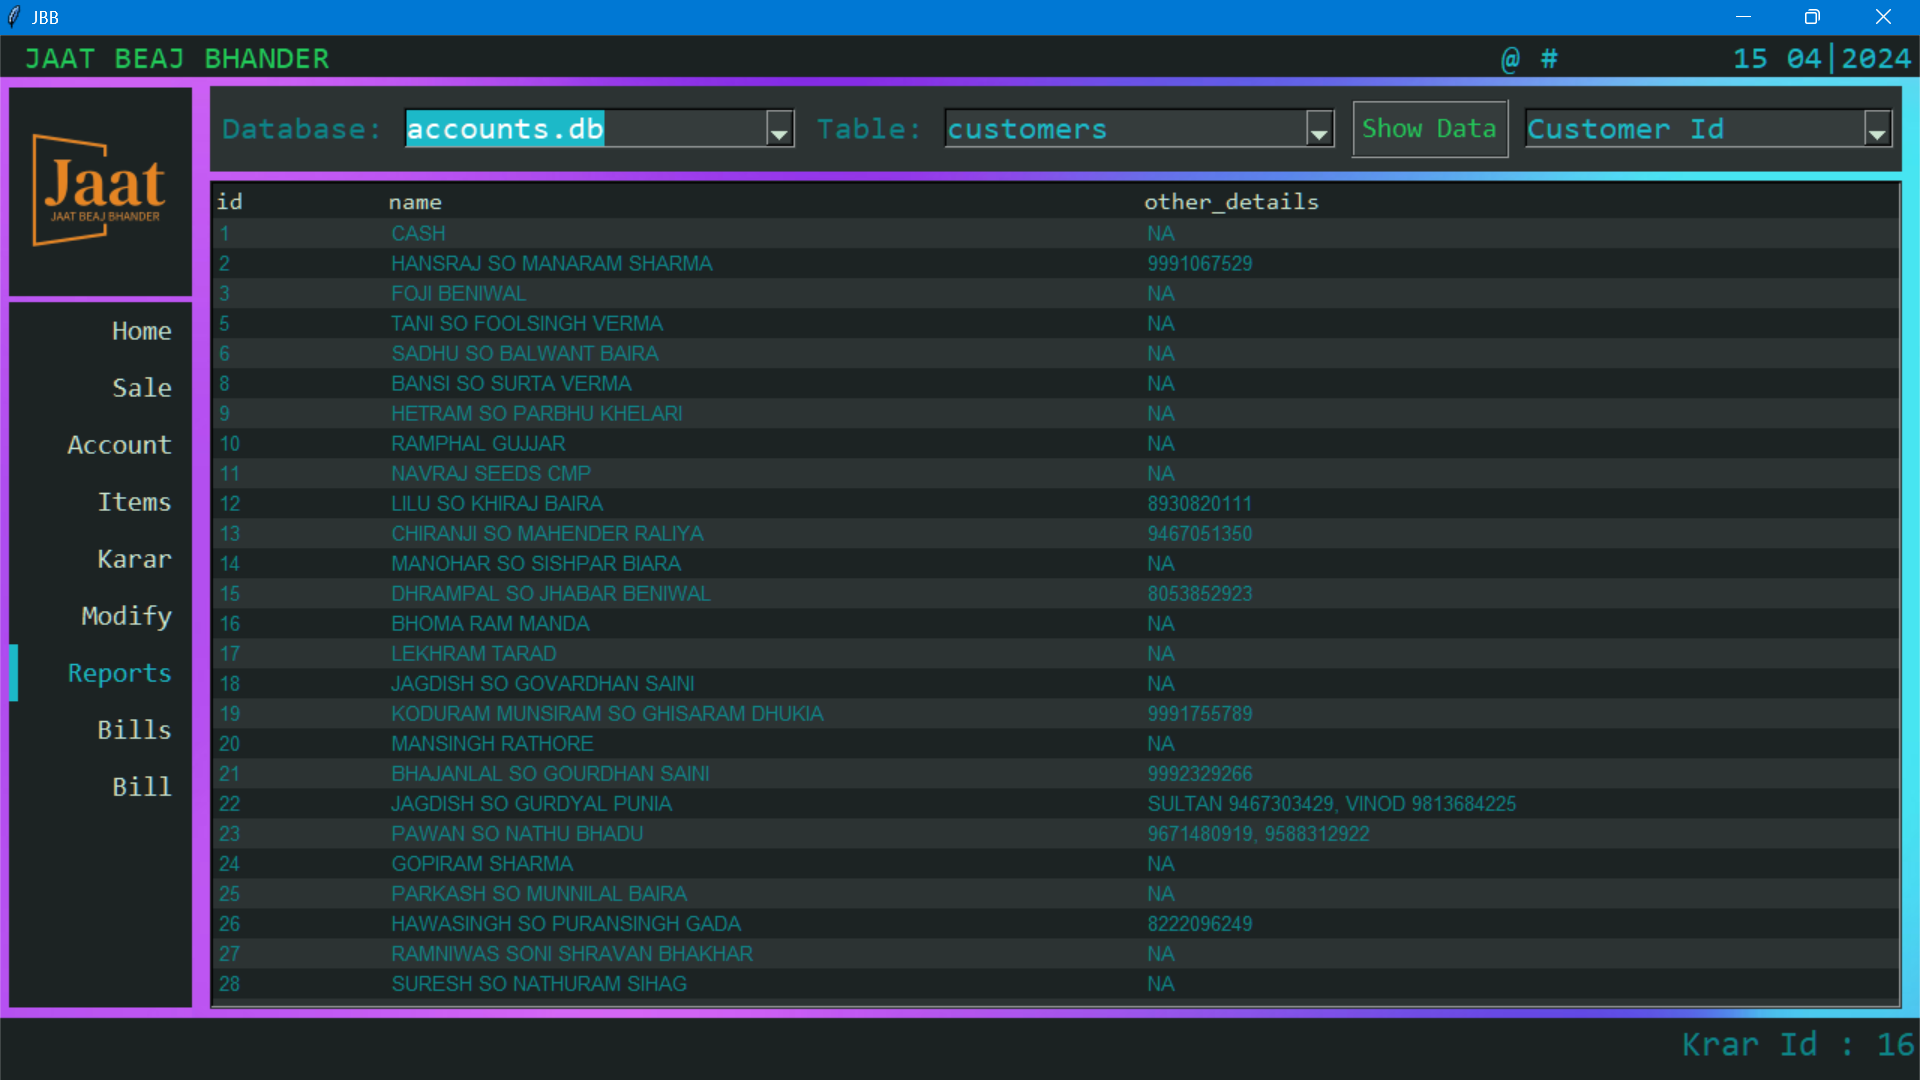 JBB
JAAT BEAJ BHANDER @ # 15 04|2024
Jaat
JAAT BEAJ BHANDER
Database: accounts.db Table: customers Show Data Customer Id
Home
Sale
Account
Items
Karar
Modify
Reports
Bills
Bill
id name other_details
1 CASH NA
2 HANSRAJ SO MANARAM SHARMA 9991067529
3 FOJI BENIWAL NA
5 TANI SO FOOLSINGH VERMA NA
6 SADHU SO BALWANT BAIRA NA
8 BANSI SO SURTA VERMA NA
9 HETRAM SO PARBHU KHELARI NA
10 RAMPHAL GUJJAR NA
11 NAVRAJ SEEDS CMP NA
12 LILU SO KHIRAJ BAIRA 8930820111
13 CHIRANJI SO MAHENDER RALIYA 9467051350
14 MANOHAR SO SISHPAR BIARA NA
15 DHRAMPAL SO JHABAR BENIWAL 8053852923
16 BHOMA RAM MANDA NA
17 LEKHRAM TARAD NA
18 JAGDISH SO GOVARDHAN SAINI NA
19 KODURAM MUNSIRAM SO GHISARAM DHUKIA 9991755789
20 MANSINGH RATHORE NA
21 BHAJANLAL SO GOURDHAN SAINI 9992329266
22 JAGDISH SO GURDYAL PUNIA SULTAN 9467303429, VINOD 9813684225
23 PAWAN SO NATHU BHADU 9671480919, 9588312922
24 GOPIRAM SHARMA NA
25 PARKASH SO MUNNILAL BAIRA NA
26 HAWASINGH SO PURANSINGH GADA 8222096249
27 RAMNIWAS SONI SHRAVAN BHAKHAR NA
28 SURESH SO NATHURAM SIHAG NA
Krar Id : 16